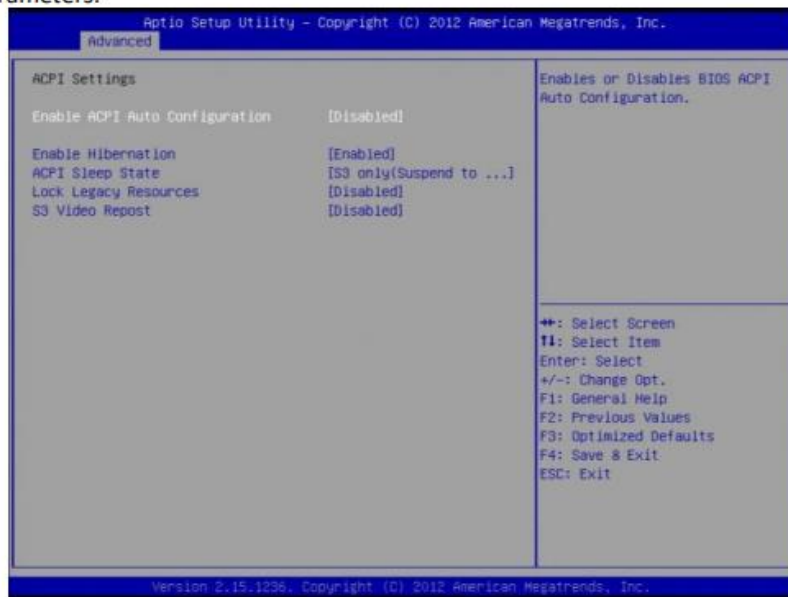 rameters.
Aptio Setup Utility – Copyright (C) 2012 American Megatrends, Inc.
Advanced
ACPI Settings
Enable ACPI Auto Configuration [Disabled]
Enable Hibernation [Enabled]
ACPI Sleep State [S3 only(Suspend to ...]
Lock Legacy Resources [Disabled]
S3 Video Repost [Disabled]
Enables or Disables BIOS ACPI
Auto Configuration.
→←: Select Screen
↑↓: Select Item
Enter: Select
+/-: Change Opt.
F1: General Help
F2: Previous Values
F3: Optimized Defaults
F4: Save & Exit
ESC: Exit
Version 2.15.1236. Copyright (C) 2012 American Megatrends, Inc.